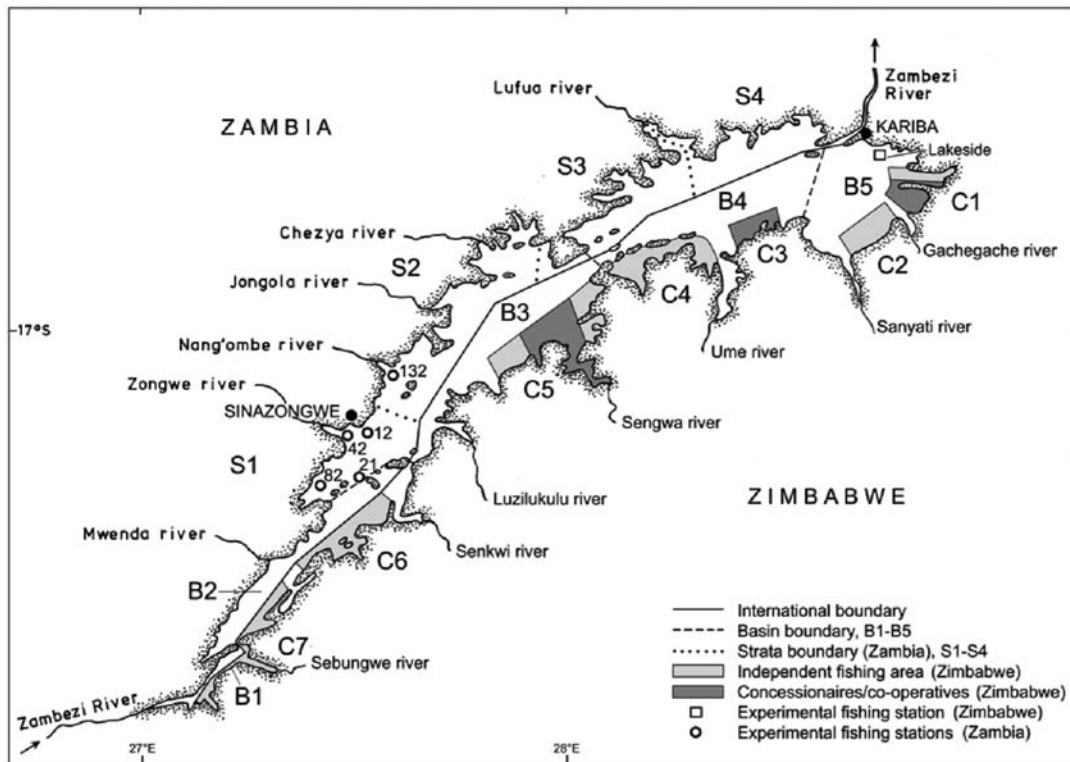 Zambezi
River
Lufua river
S4
ZAMBIA
KARIBA
Lakeside
S3
B5
B4
C1
Chezya river
C3
Gachegache river
S2
C2
Jongola river
C4
B3
Sanyati river
17°S
Nang'ombe river
Ume river
132
Zongwe river
C5
SINAZONGWE
12
Sengwa river
42
S1
21
82
Luzilukulu river
ZIMBABWE
Mwenda river
Senkwi river
C6
B2
C7
Sebungwe river
B1
Zambezi River
International boundary
Basin boundary, B1-B5
Strata boundary (Zambia), S1-S4
Independent fishing area (Zimbabwe)
Concessionaires/co-operatives (Zimbabwe)
Experimental fishing station (Zimbabwe)
Experimental fishing stations (Zambia)
27°E
28°E